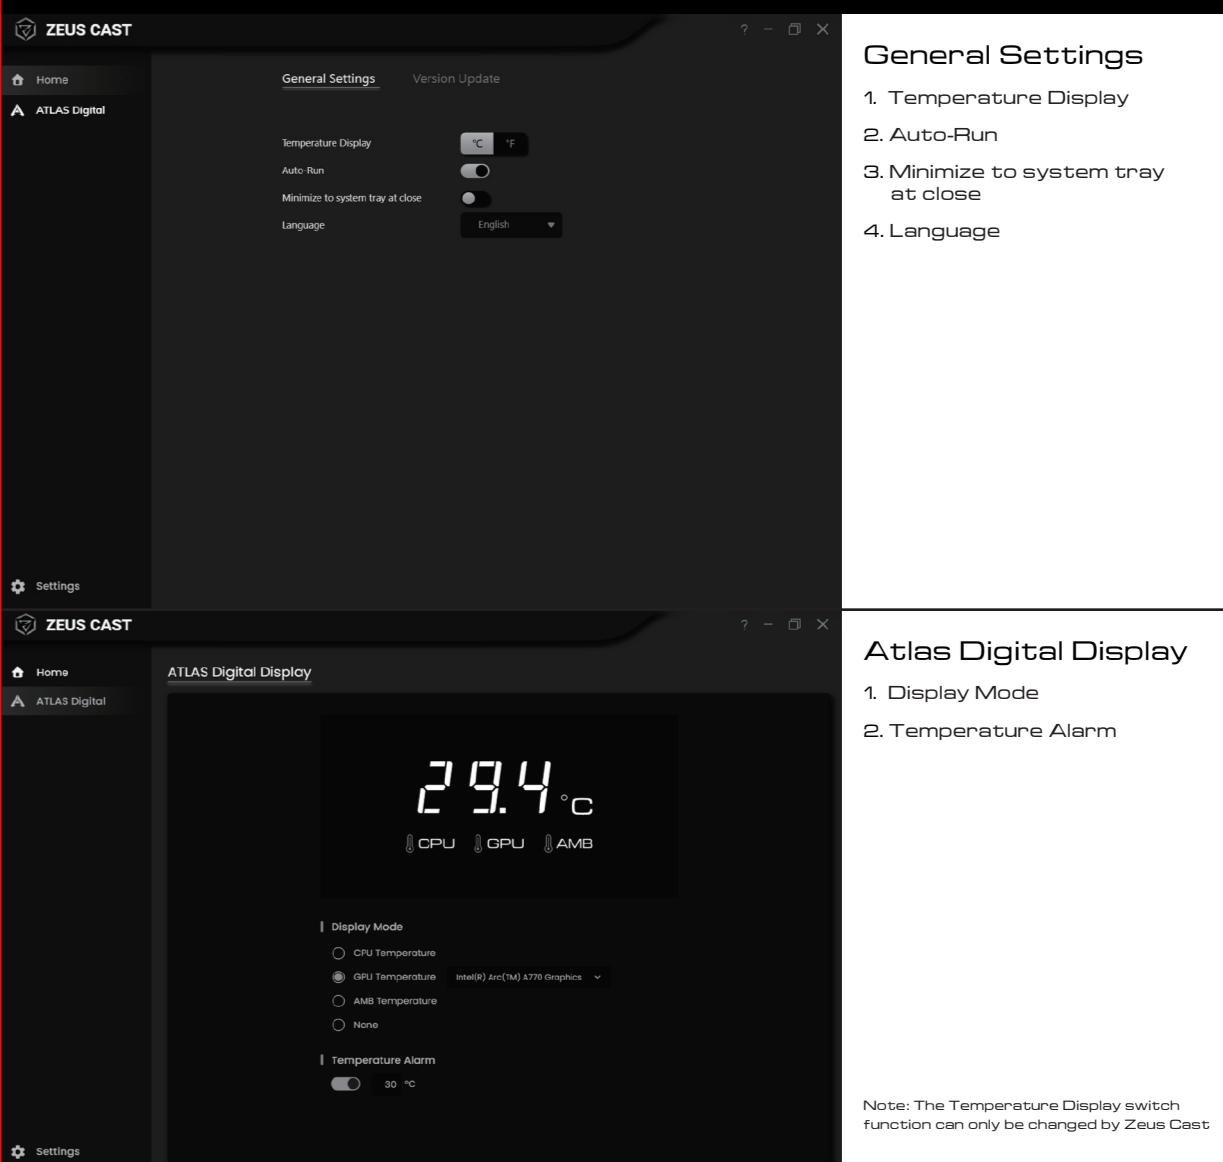 ZEUS CAST
?
Home
ATLAS Digital
General Settings
Version Update
Temperature Display
°C
°F
Auto-Run
Minimize to system tray at close
Language
English
Settings
General Settings
1. Temperature Display
2. Auto-Run
3. Minimize to system tray
at close
4. Language
ZEUS CAST
?
Home
ATLAS Digital
ATLAS Digital Display
29.4 °C
CPU GPU AMB
Display Mode
CPU Temperature
GPU Temperature
Intel(R) Arc(TM) A770 Graphics
AMB Temperature
None
Temperature Alarm
30 °C
Settings
Atlas Digital Display
1. Display Mode
2. Temperature Alarm
Note: The Temperature Display switch
function can only be changed by Zeus Cast